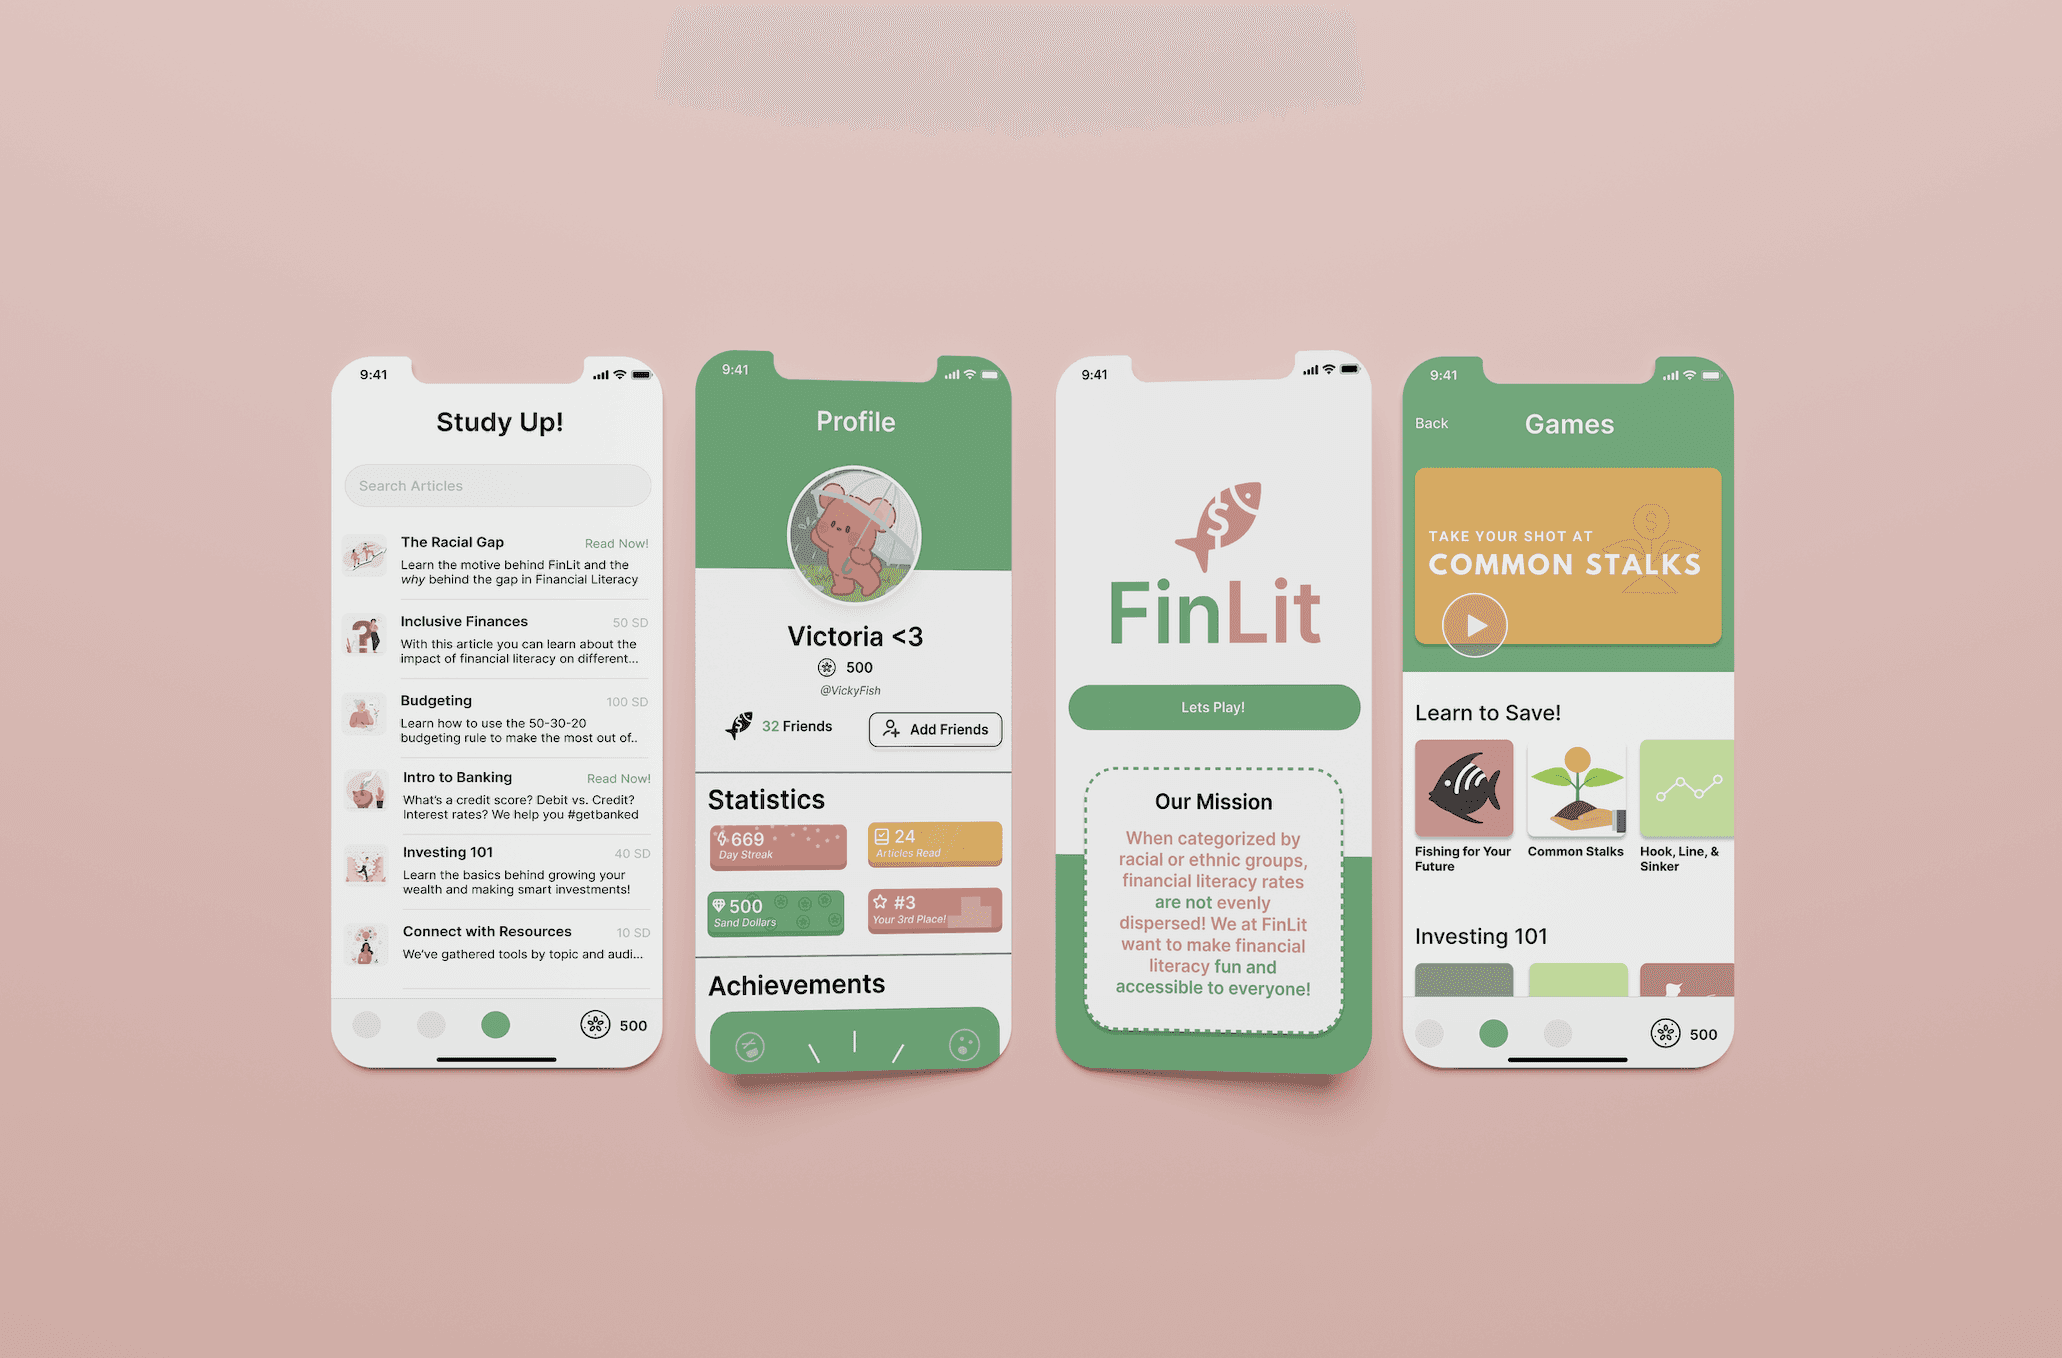 9:41
Study Up!
Search Articles
The Racial Gap
Read Now!
Learn the motive behind FinLit and the
why behind the gap in Financial Literacy
Inclusive Finances
50 SD
With this article you can learn about the
impact of financial literacy on different...
Budgeting
100 SD
Learn how to use the 50-30-20
budgeting rule to make the most out of..
Intro to Banking
Read Now!
What's a credit score? Debit vs. Credit?
Interest rates? We help you #getbanked
Investing 101
40 SD
Learn the basics behind growing your
wealth and making smart investments!
Connect with Resources
10 SD
We've gathered tools by topic and audi...
500
9:41
Profile
Victoria <3
500
@VickyFish
32 Friends
Add Friends
Statistics
669
Day Streak
24
Articles Read
500
Sand Dollars
#3
Your 3rd Place!
Achievements
9:41
$
FinLit
Lets Play!
Our Mission
When categorized by
racial or ethnic groups,
financial literacy rates
are not evenly
dispersed! We at FinLit
want to make financial
literacy fun and
accessible to everyone!
9:41
Back
Games
TAKE YOUR SHOT AT
COMMON STALKS
$
Learn to Save!
Fishing for Your
Future
Common Stalks
Hook, Line, &
Sinker
Investing 101
500